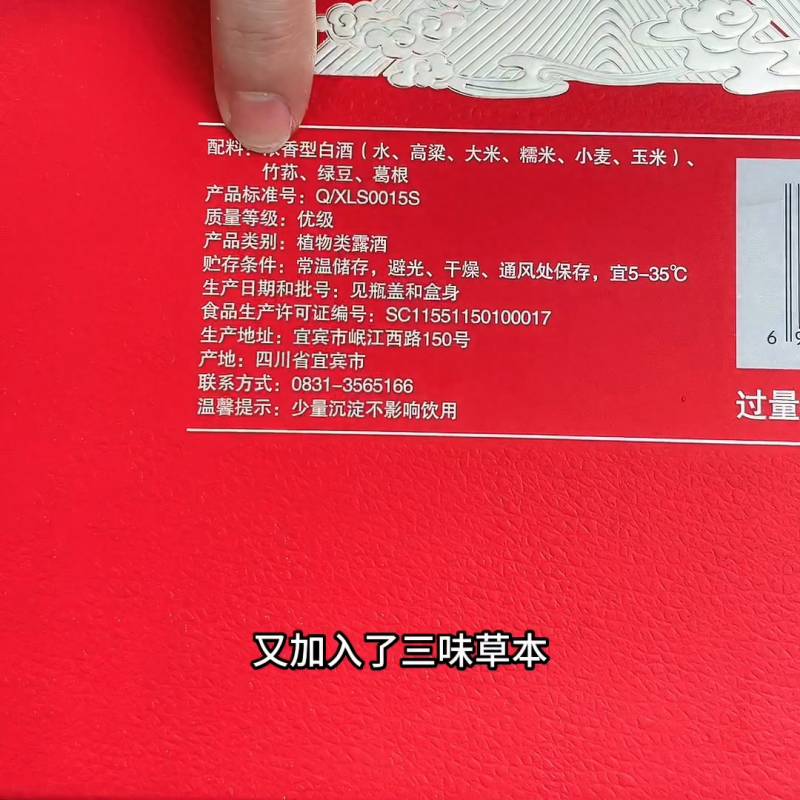 配料：浓香型白酒（水、高粱、大米、糯米、小麦、玉米）、
竹荪、绿豆、葛根
产品标准号：Q/XLS0015S
质量等级：优级
产品类别：植物类露酒
贮存条件：常温储存，避光、干燥、通风处保存，宜5-35℃
生产日期和批号：见瓶盖和盒身
食品生产许可证编号：SC11551150100017
生产地址：宜宾市岷江西路150号
产地：四川省宜宾市
联系方式：0831-3565166
温馨提示：少量沉淀不影响饮用
6 9
过量
又加入了三味草本